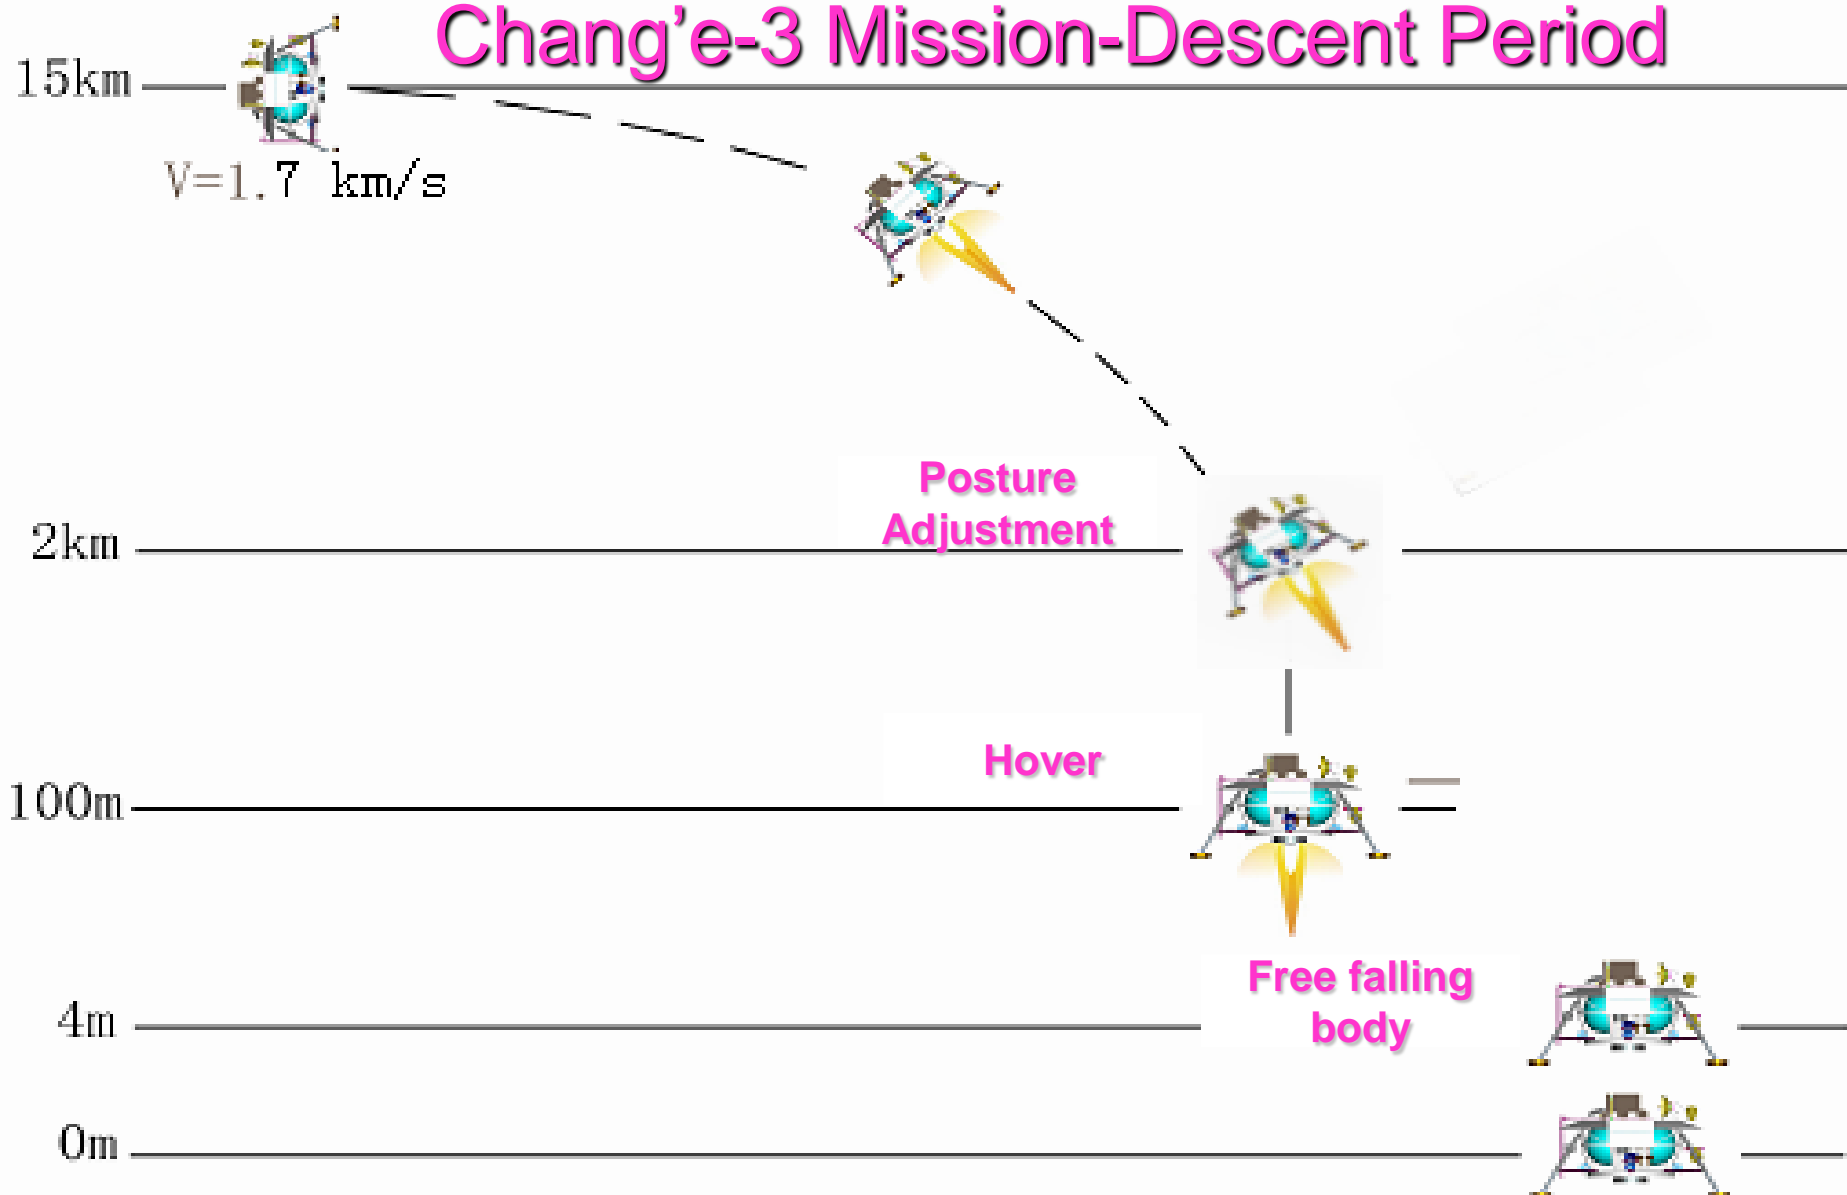 Chang’e-3 Mission-Descent Period
15km
V=1.7 km/s
Posture
Adjustment
2km
Hover
100m
Free falling
body
4m
0m